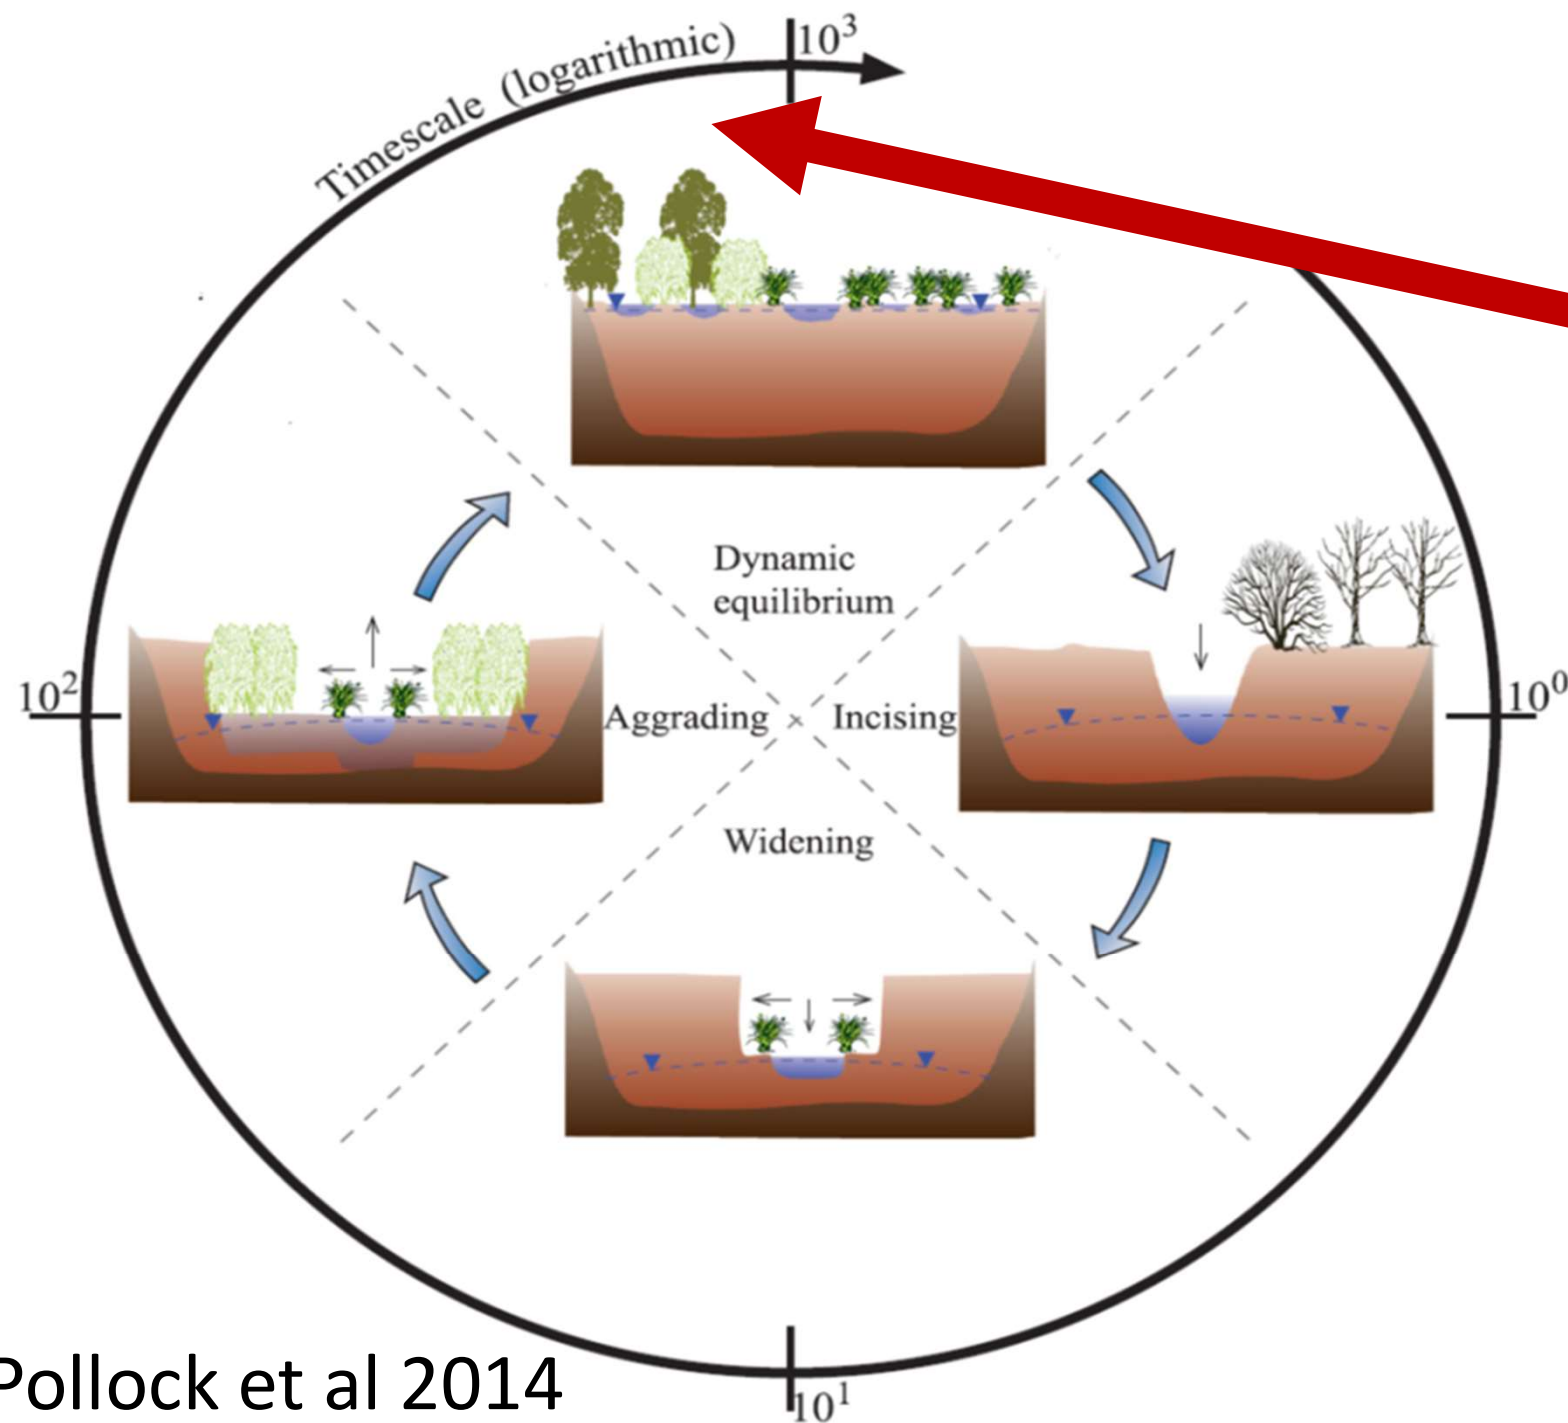 Timescale (logarithmic)
10³
Dynamic
equilibrium
10²
Aggrading
Incising
10⁰
Widening
Pollock et al 2014
10¹